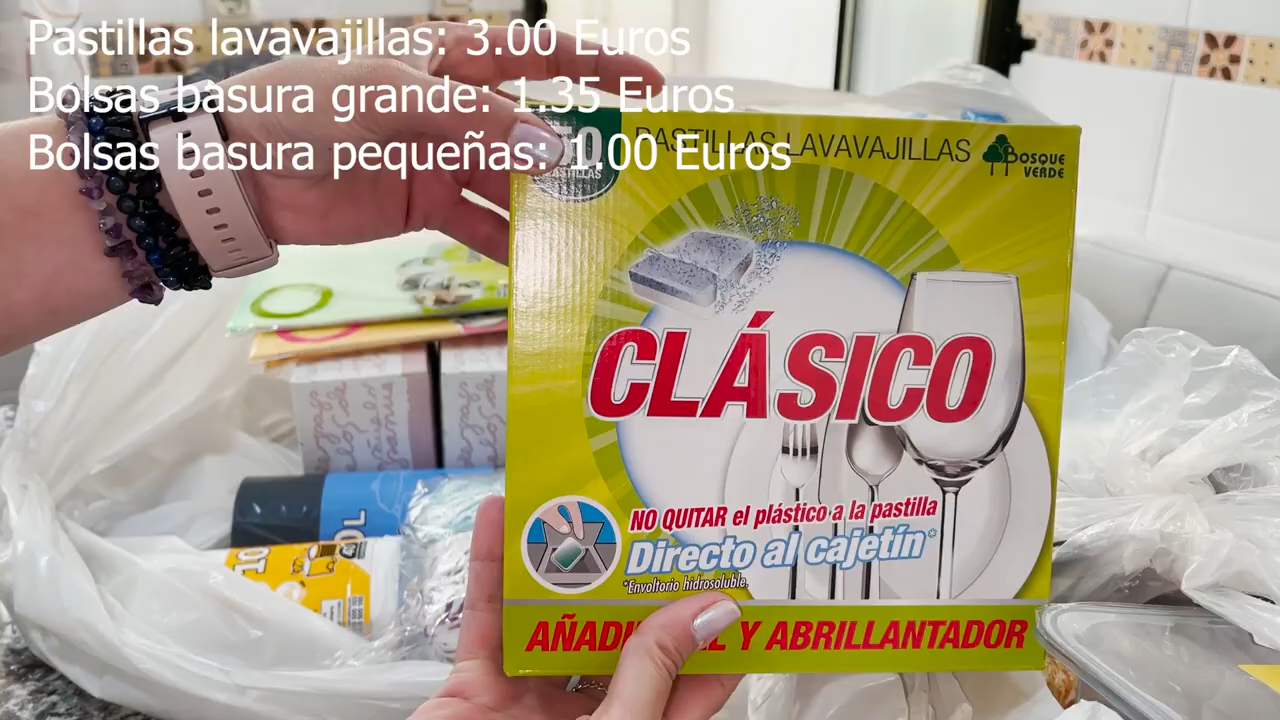 Pastillas lavavajillas: 3.00 Euros
Bolsas basura grande: 1.35 Euros
Bolsas basura pequeñas: 1.00 Euros
PASTILLAS LAVAVAJILLAS
BOSQUE
VERDE
CLÁSICO
NO QUITAR el plástico a la pastilla
Directo al cajetín*
*Envoltorio hidrosoluble.
Y ABRILLANTADOR
10